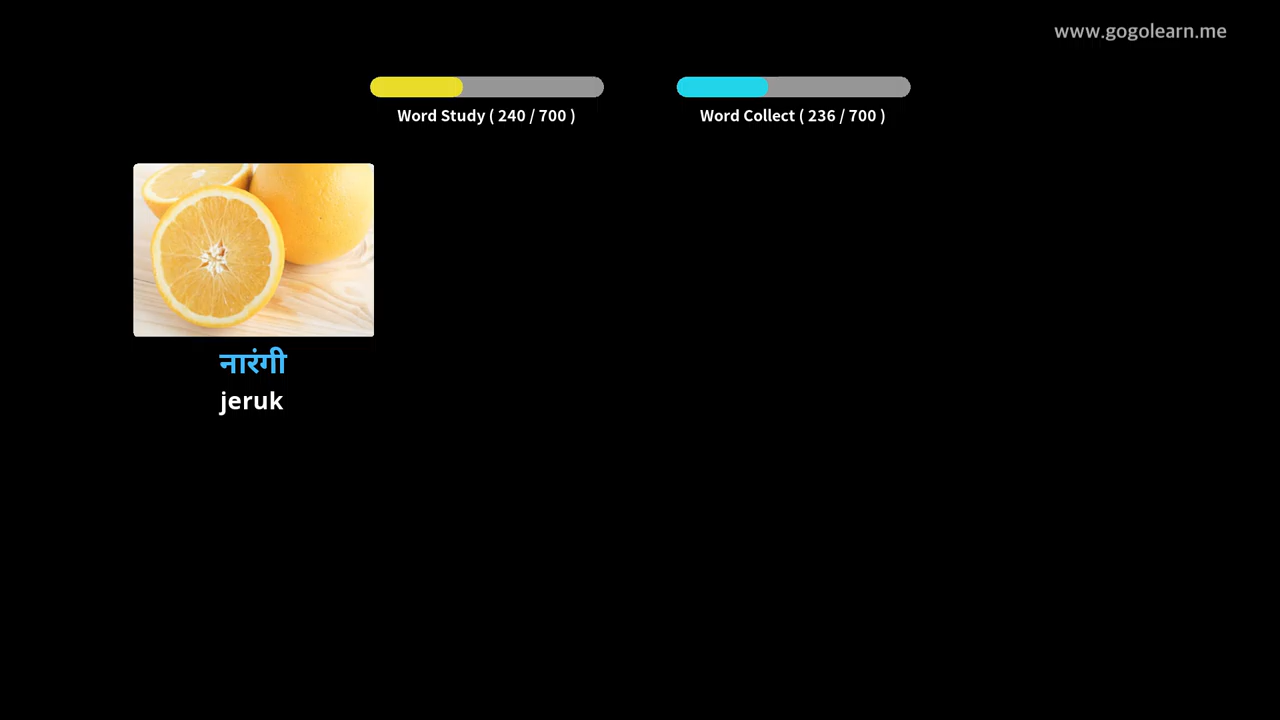 www.gogolearn.me
Word Study ( 240 / 700 )
Word Collect ( 236 / 700 )
नारंगी
jeruk